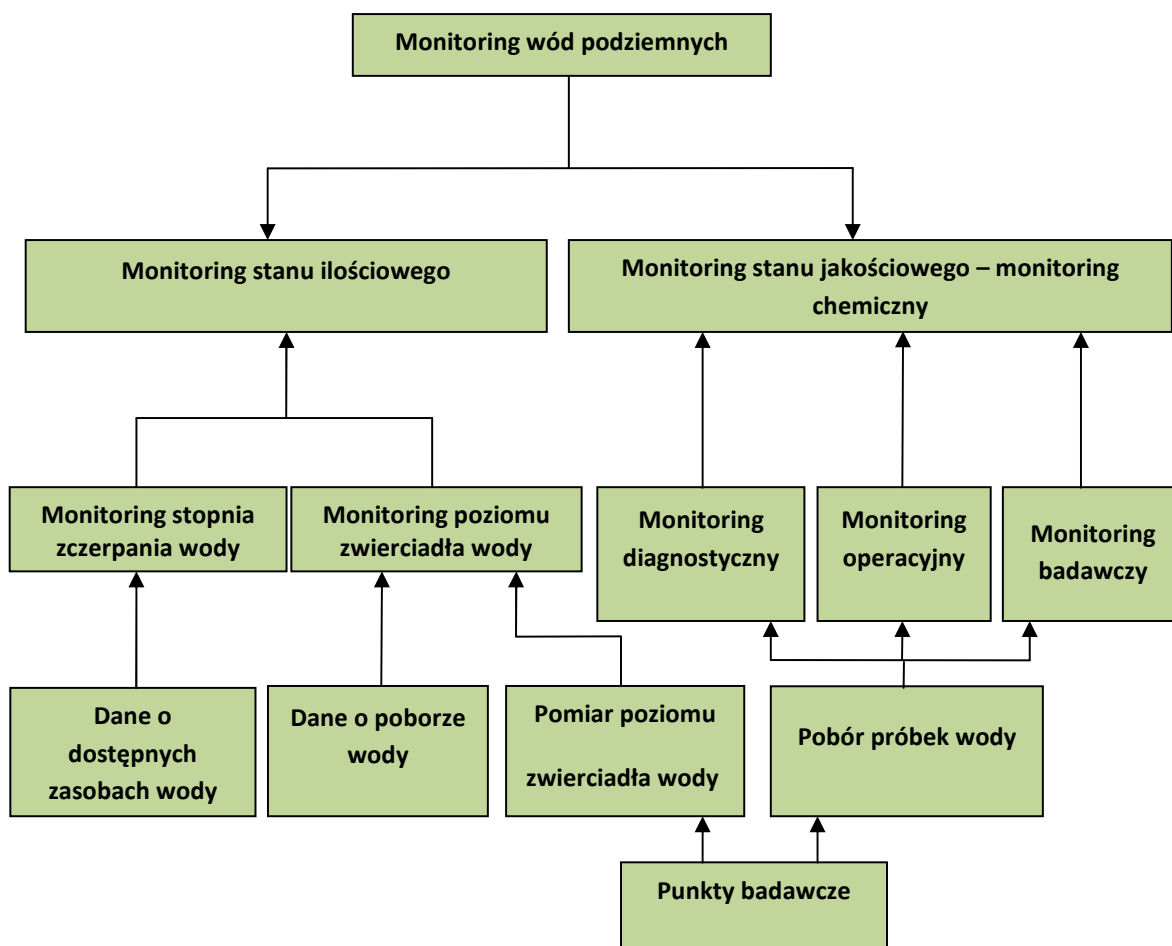 Monitoring wód podziemnych
Monitoring stanu ilościowego
Monitoring stanu jakościowego – monitoring
chemiczny
Monitoring stopnia
zczerpania wody
Monitoring poziomu
zwierciadła wody
Monitoring
diagnostyczny
Monitoring
operacyjny
Monitoring
badawczy
Dane o
dostępnych
zasobach wody
Dane o poborze
wody
Pomiar poziomu
zwierciadła wody
Pobór próbek wody
Punkty badawcze